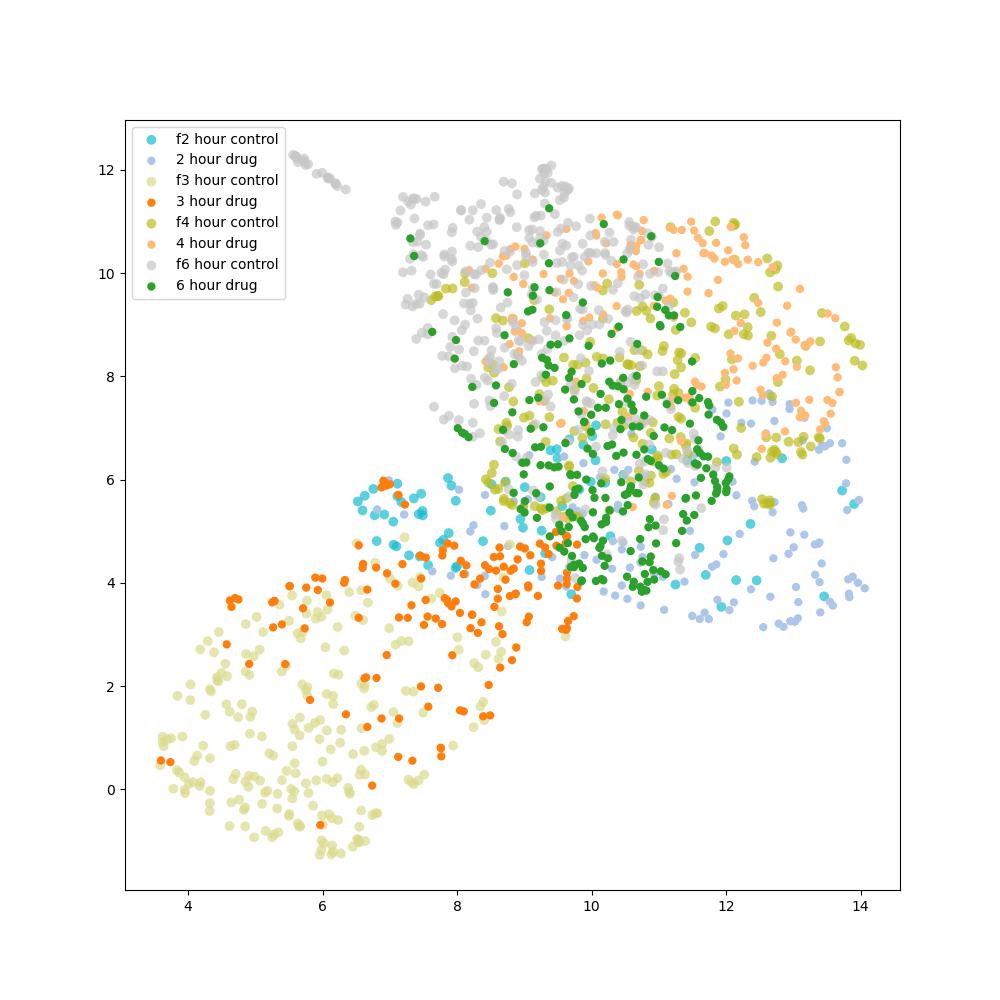 f2 hour control
2 hour drug
f3 hour control
3 hour drug
f4 hour control
4 hour drug
f6 hour control
6 hour drug
12
10
8
6
4
2
0
4
6
8
10
12
14